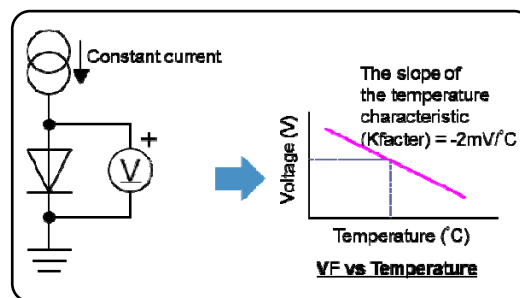 Constant current
+
V
The slope of
the temperature
characteristic
(Kfacter) = -2mV/°C
Voltage (V)
Temperature (°C)
VF vs Temperature